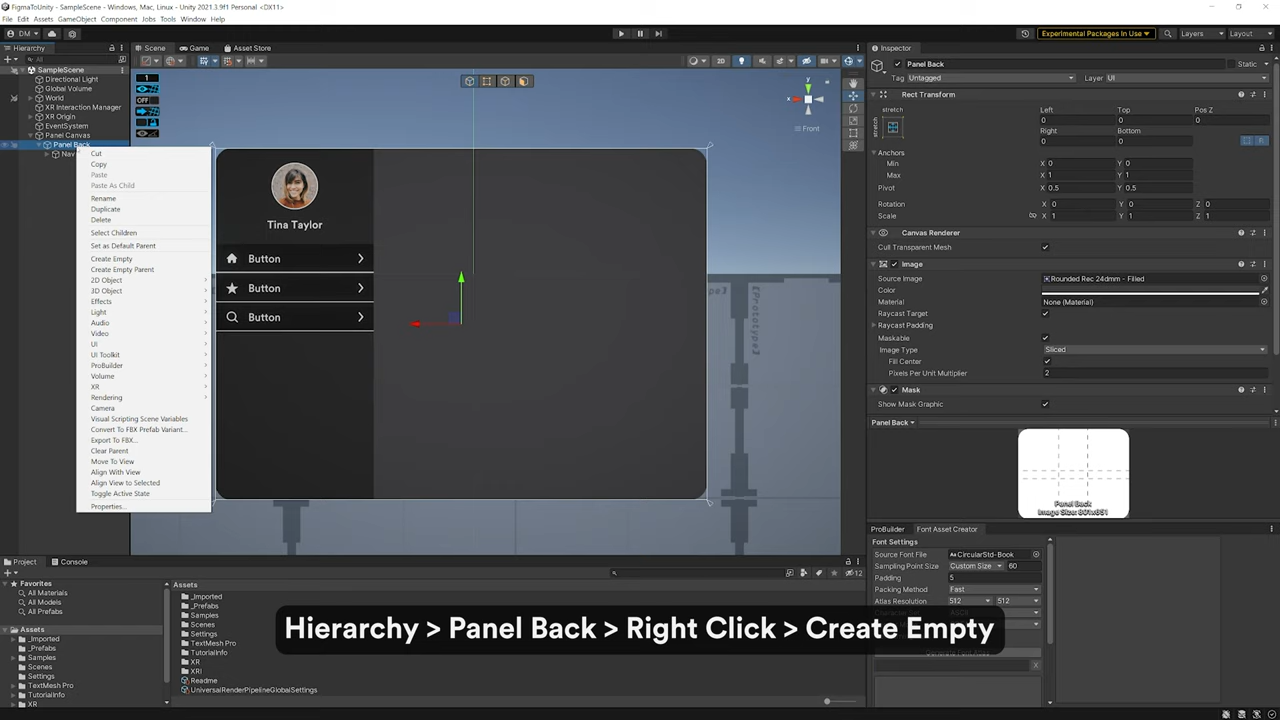 FigmaToUnity - SampleScene - Windows, Mac, Linux - Unity 2021.3.9f1 Personal <DX11>
File Edit Assets GameObject Component Jobs Tools Window Help
DM
Experimental Packages In Use
Layers
Layout
Hierarchy
All
SampleScene
Directional Light
Global Volume
World
XR Interaction Manager
XR Origin
EventSystem
Panel Canvas
Panel Back
Nav
Cut
Copy
Paste
Paste As Child
Rename
Duplicate
Delete
Select Children
Set as Default Parent
Create Empty
Create Empty Parent
2D Object
3D Object
Effects
Light
Audio
Video
UI
UI Toolkit
ProBuilder
Volume
XR
Rendering
Camera
Visual Scripting Scene Variables
Convert To FBX Prefab Variant...
Export To FBX...
Clear Parent
Move To View
Align With View
Align View to Selected
Toggle Active State
Properties...
Scene
Game
Asset Store
2D
1
OFF
y
x
Front
Tina Taylor
Button
Button
Button
Inspector
Panel Back
Static
Tag Untagged
Layer UI
Rect Transform
stretch
stretch
Left Top Pos Z
0 0 0
Right Bottom
0 0
Anchors
Min X 0 Y 0
Max X 1 Y 1
Pivot X 0.5 Y 0.5
Rotation X 0 Y 0 Z 0
Scale X 1 Y 1 Z 1
Canvas Renderer
Cull Transparent Mesh
Image
Source Image Rounded Rec 24dmm - Filled
Color
Material None (Material)
Raycast Target
Raycast Padding
Maskable
Image Type Sliced
Fill Center
Pixels Per Unit Multiplier 2
Mask
Show Mask Graphic
Panel Back
Panel Back
Image Size: 801x651
ProBuilder
Font Asset Creator
Font Settings
Source Font File CircularStd-Book
Sampling Point Size Custom Size 60
Padding 5
Packing Method Fast
Atlas Resolution 512 512
Project
Console
12
Favorites
All Materials
All Models
All Prefabs
Assets
_Imported
_Prefabs
Samples
Scenes
Settings
TextMesh Pro
TutorialInfo
XR
Assets
_Imported
_Prefabs
Samples
Scenes
Settings
TextMesh Pro
TutorialInfo
XR
XRI
Readme
UniversalRenderPipelineGlobalSettings
Hierarchy > Panel Back > Right Click > Create Empty